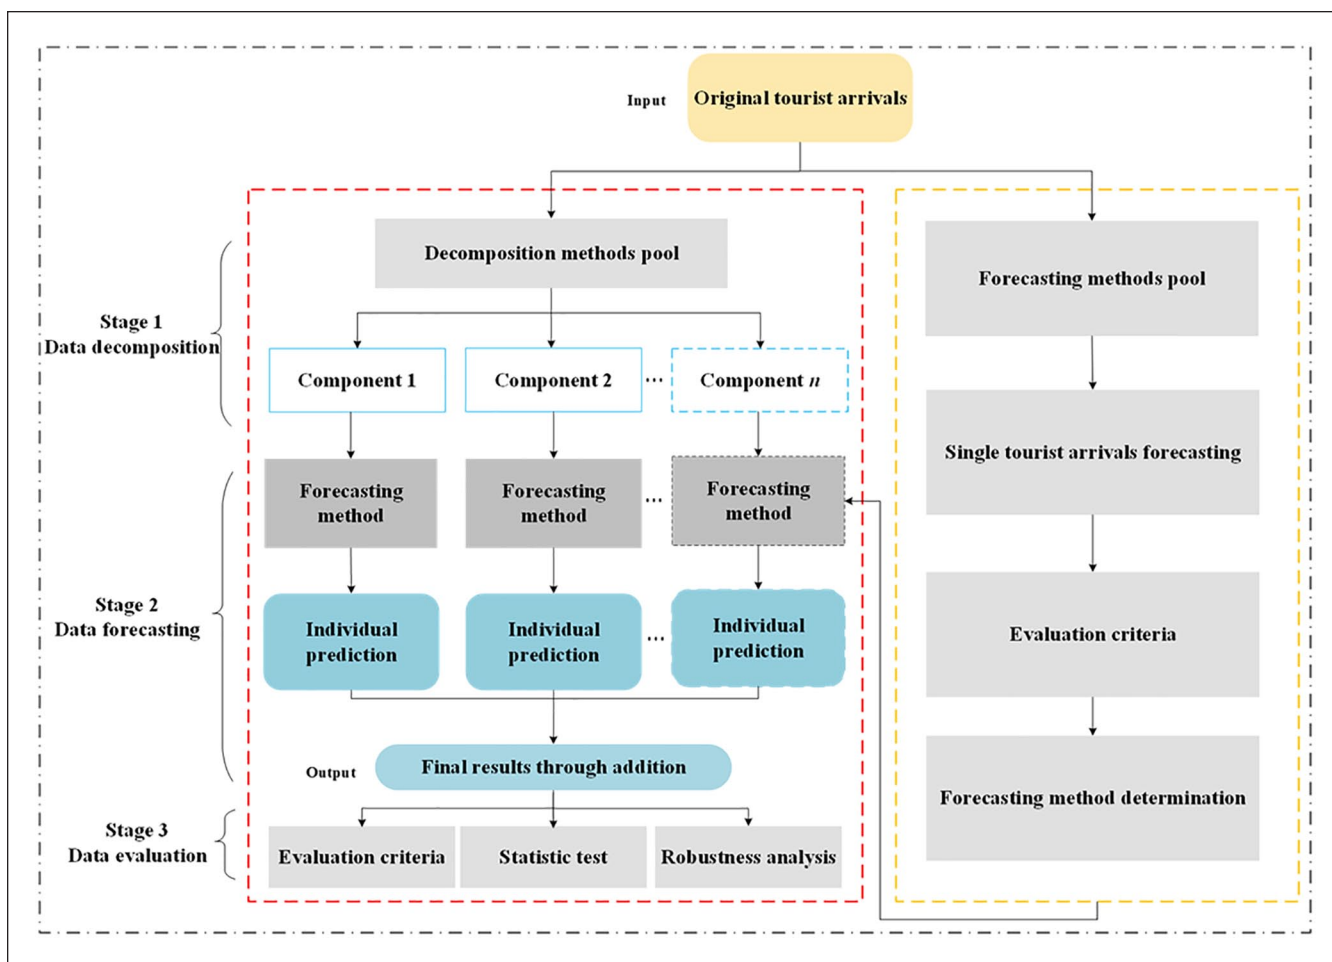 Input
Original tourist arrivals
Stage 1
Data decomposition
Decomposition methods pool
Component 1
Component 2
...
Component n
Stage 2
Data forecasting
Forecasting
method
Forecasting
method
...
Forecasting
method
Individual
prediction
Individual
prediction
...
Individual
prediction
Output
Final results through addition
Stage 3
Data evaluation
Evaluation criteria
Statistic test
Robustness analysis
Forecasting methods pool
Single tourist arrivals forecasting
Evaluation criteria
Forecasting method determination